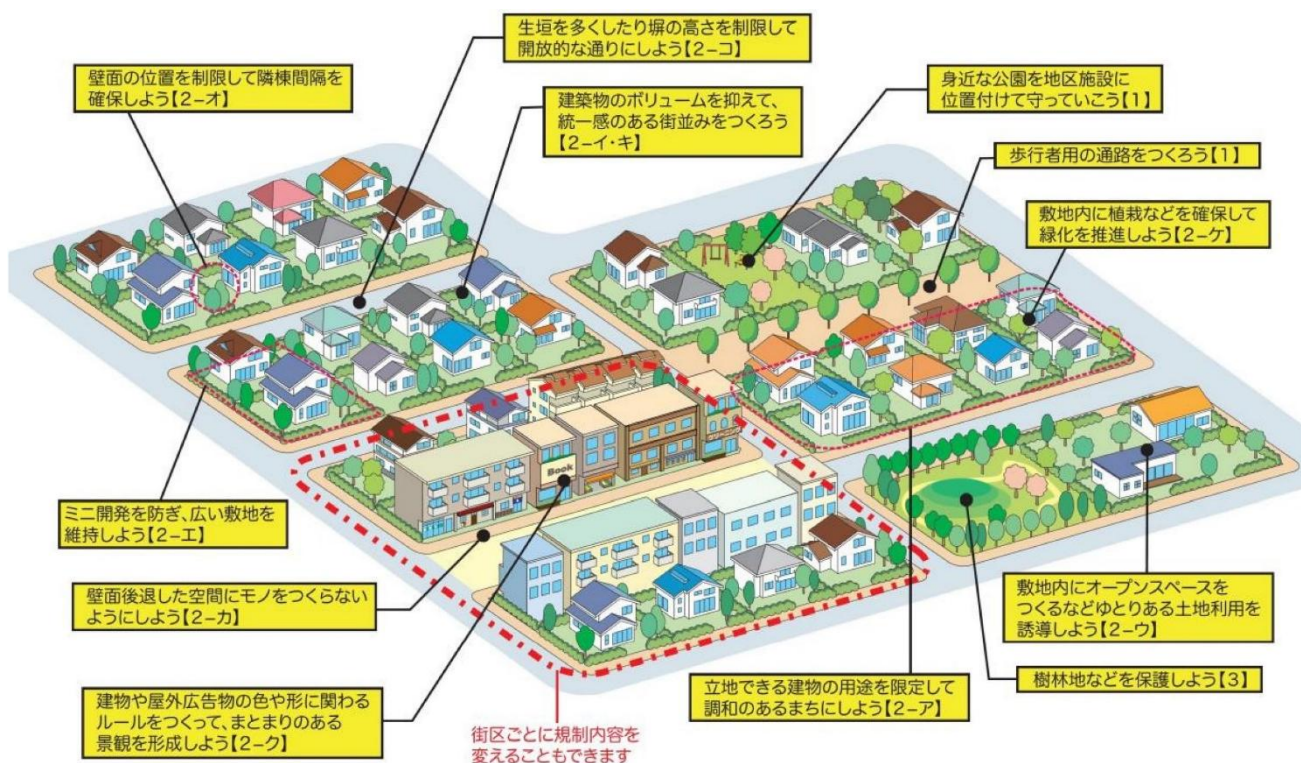 生垣を多くしたり塀の高さを制限して
開放的な通りにしよう【2-コ】
壁面の位置を制限して隣棟間隔を
確保しよう【2-オ】
建築物のボリュームを抑えて、
統一感のある街並みをつくろう
【2-イ・キ】
身近な公園を地区施設に
位置付けて守っていこう【1】
歩行者用の通路をつくろう【1】
敷地内に植栽などを確保して
緑化を推進しよう【2-ケ】
Book
ミニ開発を防ぎ、広い敷地を
維持しよう【2-エ】
壁面後退した空間にモノをつくらない
ようにしよう【2-カ】
建物や屋外広告物の色や形に関わる
ルールをつくって、まとまりのある
景観を形成しよう【2-ク】
街区ごとに規制内容を
変えることもできます
立地できる建物の用途を限定して
調和のあるまちにしよう【2-ア】
敷地内にオープンスペースを
つくるなどゆとりある土地利用を
誘導しよう【2-ウ】
樹林地などを保護しよう【3】